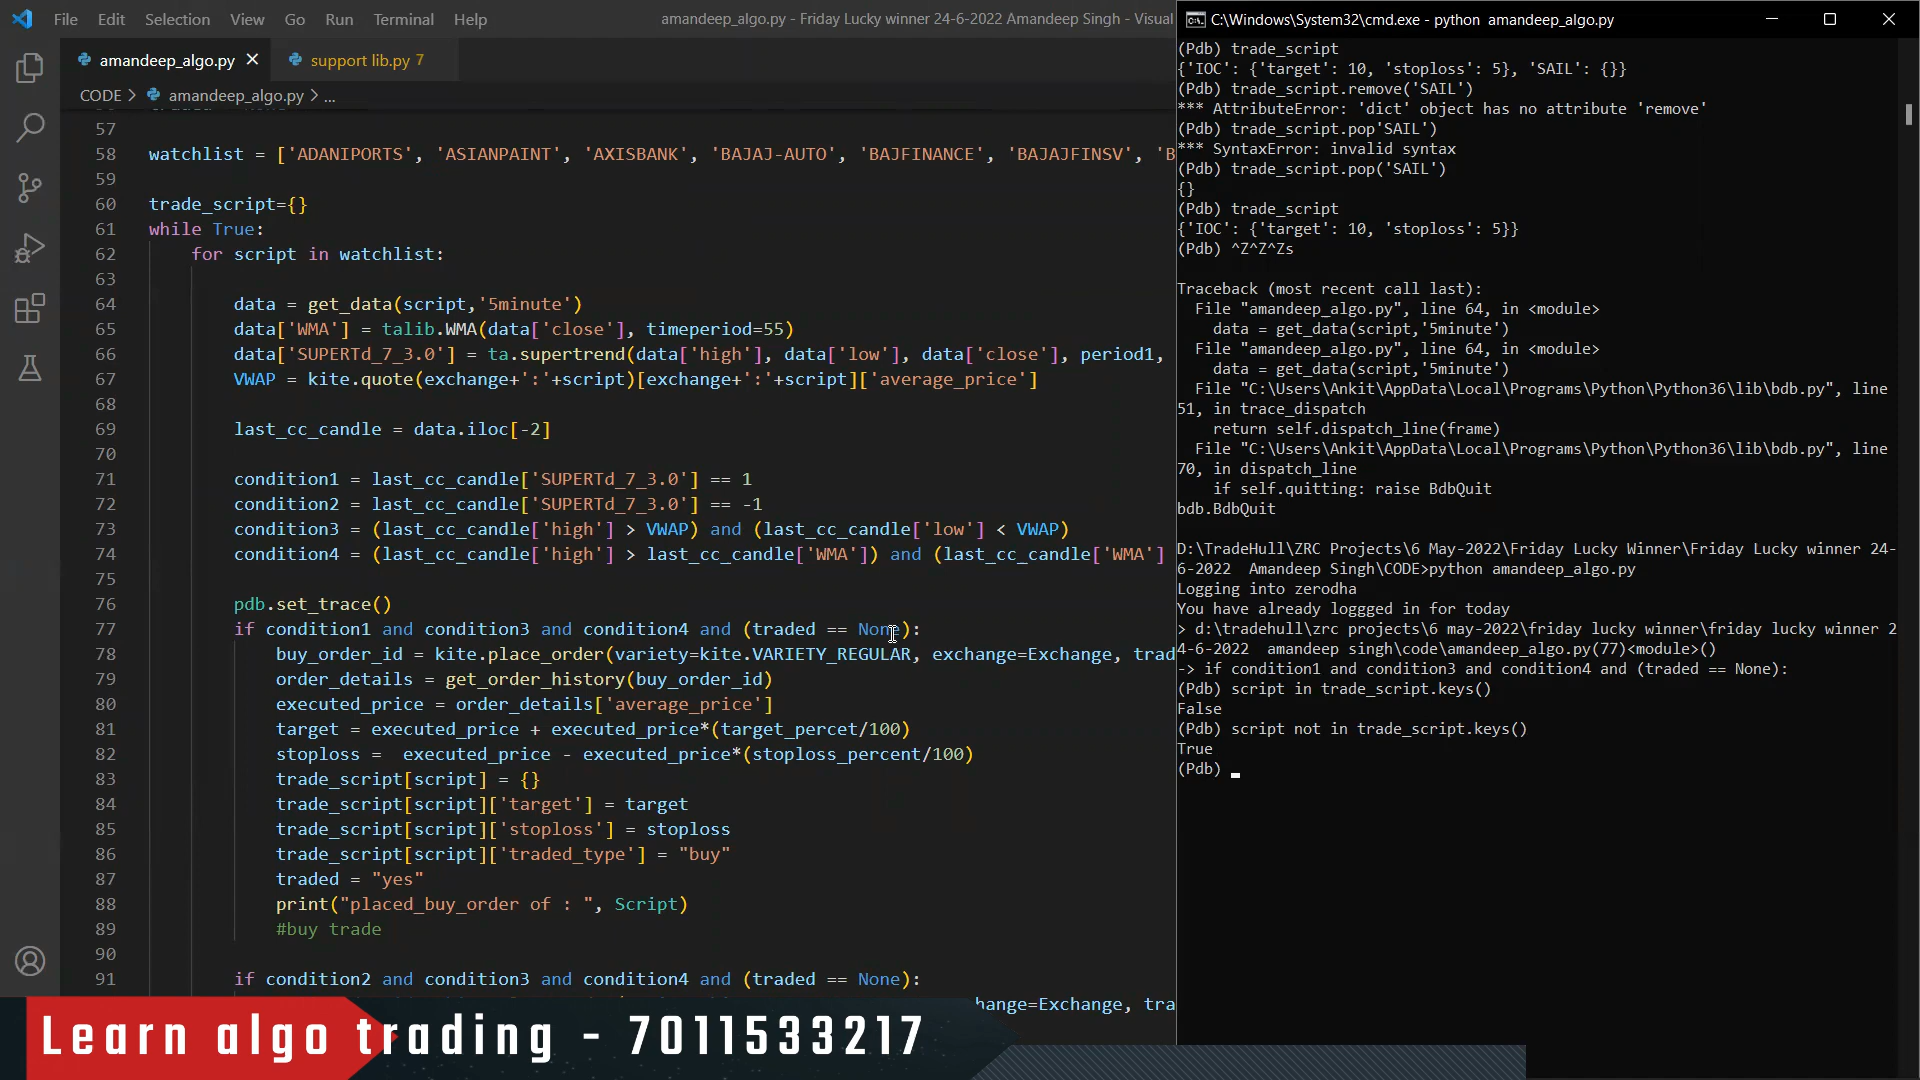 File Edit Selection View Go Run Terminal Help
amandeep_algo.py - Friday Lucky winner 24-6-2022 Amandeep Singh - Visual
amandeep_algo.py
support lib.py 7
CODE > amandeep_algo.py > ...
57
58 watchlist = ['ADANIPORTS', 'ASIANPAINT', 'AXISBANK', 'BAJAJ-AUTO', 'BAJFINANCE', 'BAJAJFINSV', 'B
59
60 trade_script={}
61 while True:
62 for script in watchlist:
63
64 data = get_data(script,'5minute')
65 data['WMA'] = talib.WMA(data['close'], timeperiod=55)
66 data['SUPERTd_7_3.0'] = ta.supertrend(data['high'], data['low'], data['close'], period1,
67 VWAP = kite.quote(exchange+':'+script)[exchange+':'+script]['average_price']
68
69 last_cc_candle = data.iloc[-2]
70
71 condition1 = last_cc_candle['SUPERTd_7_3.0'] == 1
72 condition2 = last_cc_candle['SUPERTd_7_3.0'] == -1
73 condition3 = (last_cc_candle['high'] > VWAP) and (last_cc_candle['low'] < VWAP)
74 condition4 = (last_cc_candle['high'] > last_cc_candle['WMA']) and (last_cc_candle['WMA']
75
76 pdb.set_trace()
77 if condition1 and condition3 and condition4 and (traded == None):
78 buy_order_id = kite.place_order(variety=kite.VARIETY_REGULAR, exchange=Exchange, trad
79 order_details = get_order_history(buy_order_id)
80 executed_price = order_details['average_price']
81 target = executed_price + executed_price*(target_percet/100)
82 stoploss =  executed_price - executed_price*(stoploss_percent/100)
83 trade_script[script] = {}
84 trade_script[script]['target'] = target
85 trade_script[script]['stoploss'] = stoploss
86 trade_script[script]['traded_type'] = "buy"
87 traded = "yes"
88 print("placed_buy_order of : ", Script)
89 #buy trade
90
91 if condition2 and condition3 and condition4 and (traded == None):
hange=Exchange, tra
C:\Windows\System32\cmd.exe - python  amandeep_algo.py
(Pdb) trade_script
{'IOC': {'target': 10, 'stoploss': 5}, 'SAIL': {}}
(Pdb) trade_script.remove('SAIL')
*** AttributeError: 'dict' object has no attribute 'remove'
(Pdb) trade_script.pop'SAIL')
*** SyntaxError: invalid syntax
(Pdb) trade_script.pop('SAIL')
{}
(Pdb) trade_script
{'IOC': {'target': 10, 'stoploss': 5}}
(Pdb) ^Z^Z^Zs
Traceback (most recent call last):
File "amandeep_algo.py", line 64, in <module>
data = get_data(script,'5minute')
File "amandeep_algo.py", line 64, in <module>
data = get_data(script,'5minute')
File "C:\Users\Ankit\AppData\Local\Programs\Python\Python36\lib\bdb.py", line
51, in trace_dispatch
return self.dispatch_line(frame)
File "C:\Users\Ankit\AppData\Local\Programs\Python\Python36\lib\bdb.py", line
70, in dispatch_line
if self.quitting: raise BdbQuit
bdb.BdbQuit
D:\TradeHull\ZRC Projects\6 May-2022\Friday Lucky Winner\Friday Lucky winner 24-
6-2022  Amandeep Singh\CODE>python amandeep_algo.py
Logging into zerodha
You have already loggged in for today
> d:\tradehull\zrc projects\6 may-2022\friday lucky winner\friday lucky winner 2
4-6-2022  amandeep singh\code\amandeep_algo.py(77)<module>()
-> if condition1 and condition3 and condition4 and (traded == None):
(Pdb) script in trade_script.keys()
False
(Pdb) script not in trade_script.keys()
True
(Pdb)
Learn algo trading - 7011533217